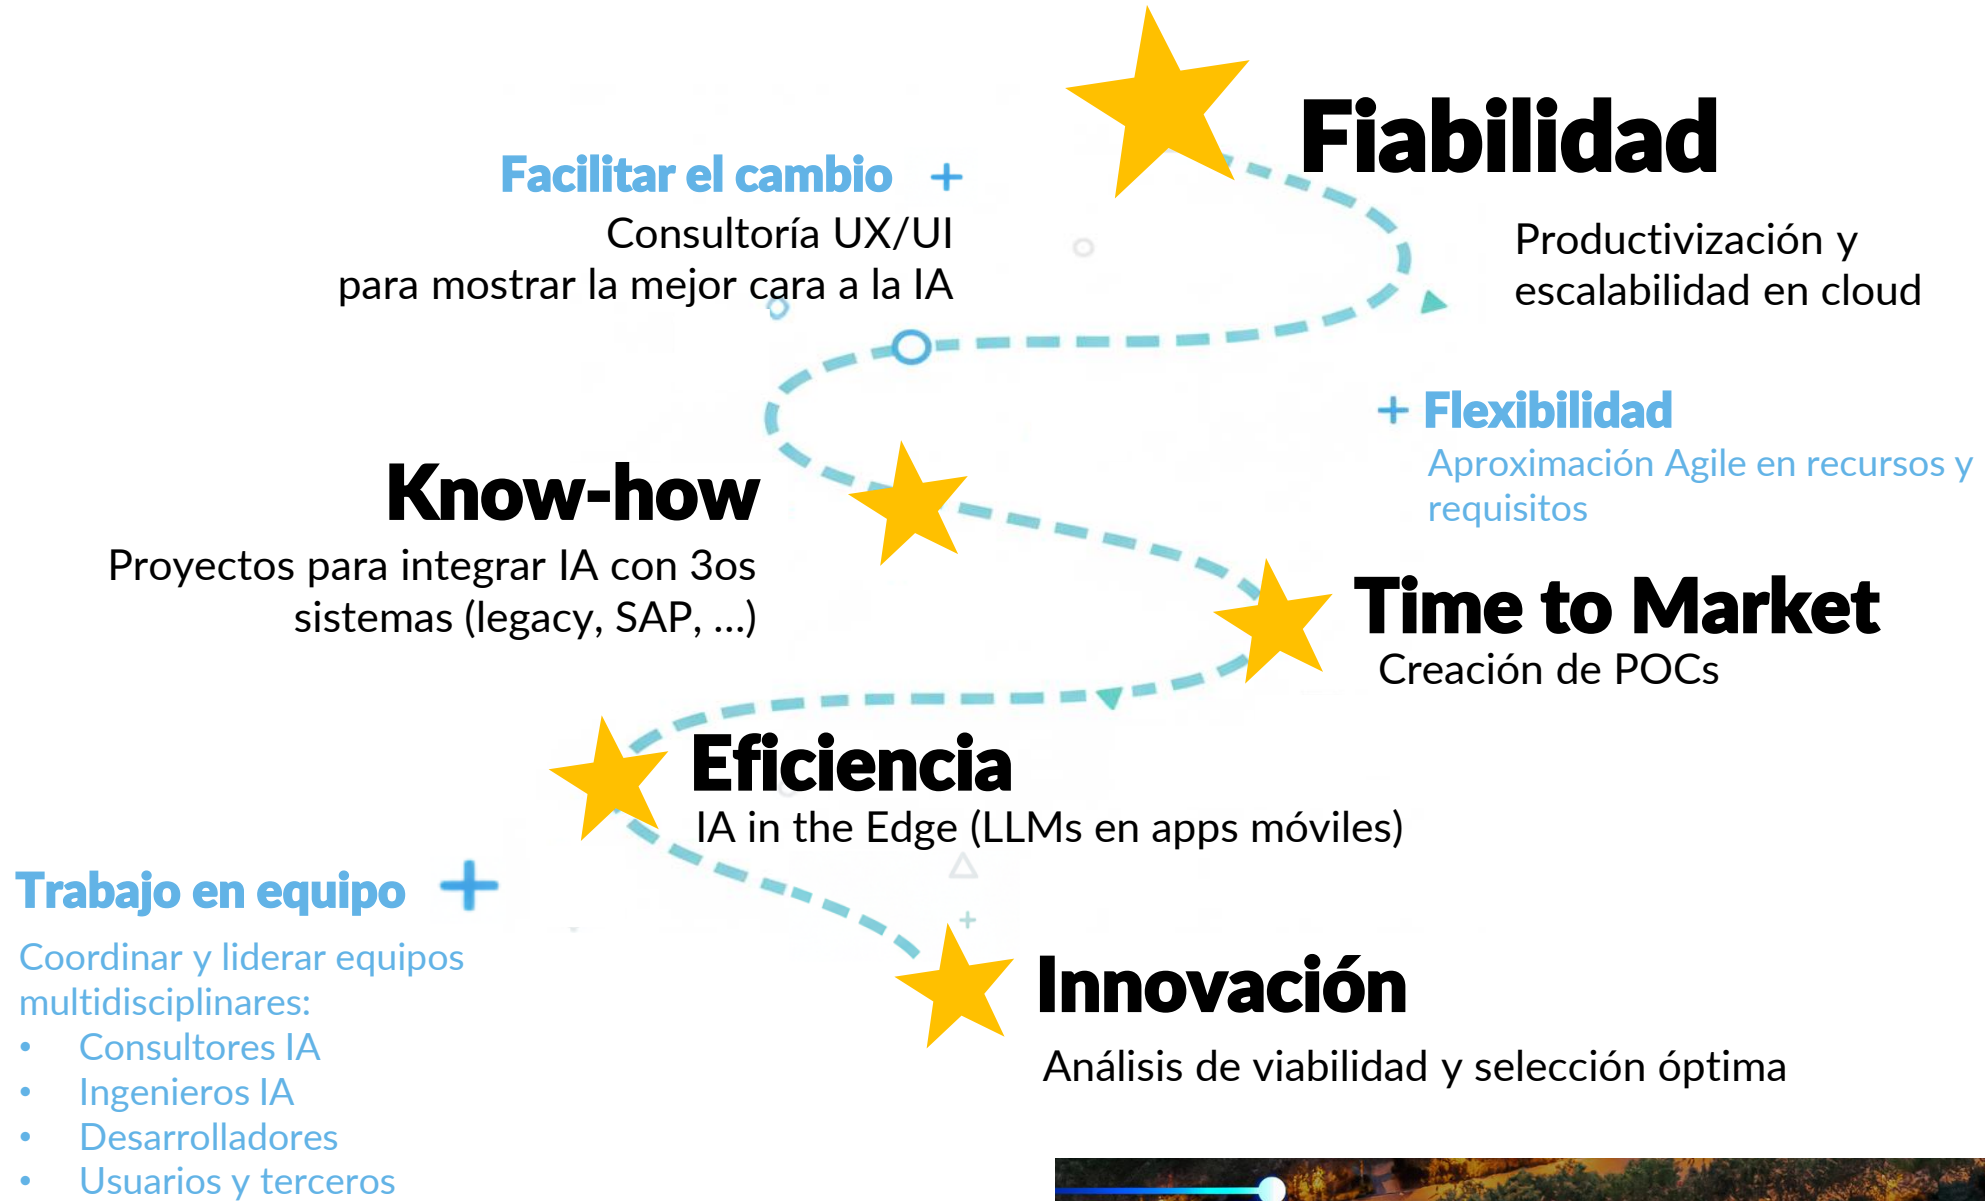 Fiabilidad
Productivización y
escalabilidad en cloud
Facilitar el cambio +
Consultoría UX/UI
para mostrar la mejor cara a la IA
+ Flexibilidad
Aproximación Agile en recursos y
requisitos
Know-how
Proyectos para integrar IA con 3os
sistemas (legacy, SAP, ...)
Time to Market
Creación de POCs
Eficiencia
IA in the Edge (LLMs en apps móviles)
Trabajo en equipo +
Coordinar y liderar equipos
multidisciplinares:
• Consultores IA
• Ingenieros IA
• Desarrolladores
• Usuarios y terceros
Innovación
Análisis de viabilidad y selección óptima